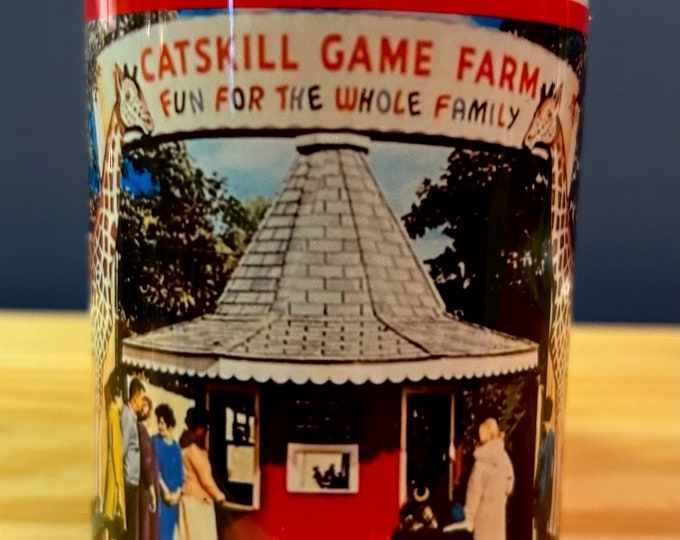 CATSKILL GAME FARM
FUN FOR THE WHOLE FAMILY